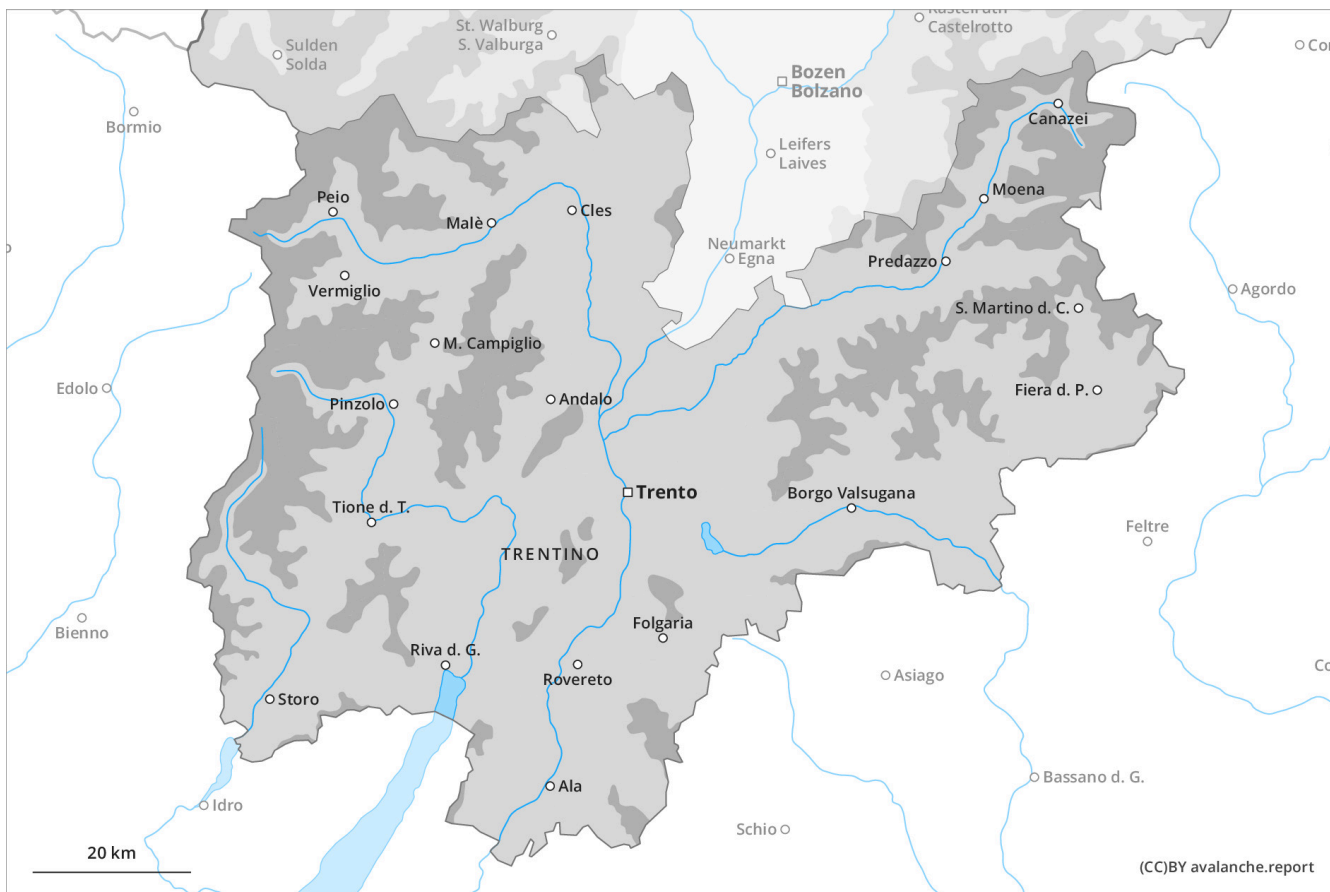 Kastelruth
Castelrotto
St. Walburg
S. Valburga
Sulden
Solda
Bozen
Bolzano
Bormio
Canazei
Leifers
Laives
Peio
Malè
Cles
Moena
Neumarkt
Egna
Predazzo
Vermiglio
Agordo
S. Martino d. C.
M. Campiglio
Edolo
Pinzolo
Andalo
Fiera d. P.
Trento
Borgo Valsugana
Tione d. T.
Feltre
TRENTINO
Bienno
Folgaria
Riva d. G.
Rovereto
Asiago
Storo
Bassano d. G.
Ala
Idro
Schio
20 km
(CC)BY avalanche.report